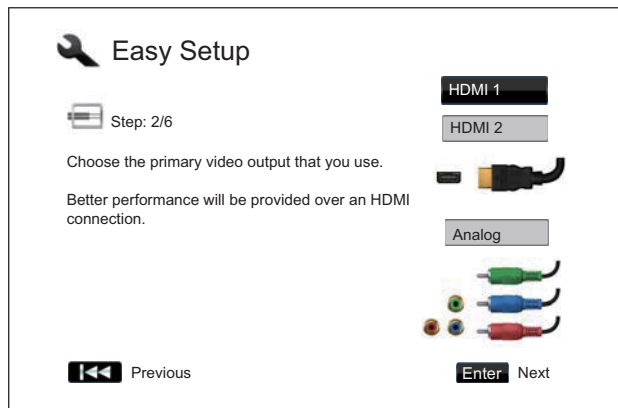 Easy Setup
HDMI 1
Step: 2/6
HDMI 2
Choose the primary video output that you use.
Better performance will be provided over an HDMI
connection.
Analog
Previous
Enter Next